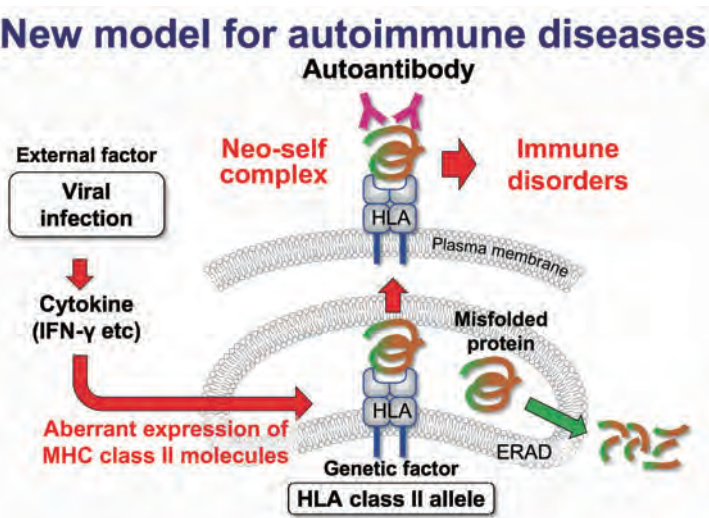 New model for autoimmune diseases
Autoantibody
External factor
Viral
infection
Neo-self
complex
Immune
disorders
HLA
Plasma membrane
Cytokine
(IFN-γ etc)
Misfolded
protein
HLA
Aberrant expression of
MHC class II molecules
ERAD
Genetic factor
HLA class II allele